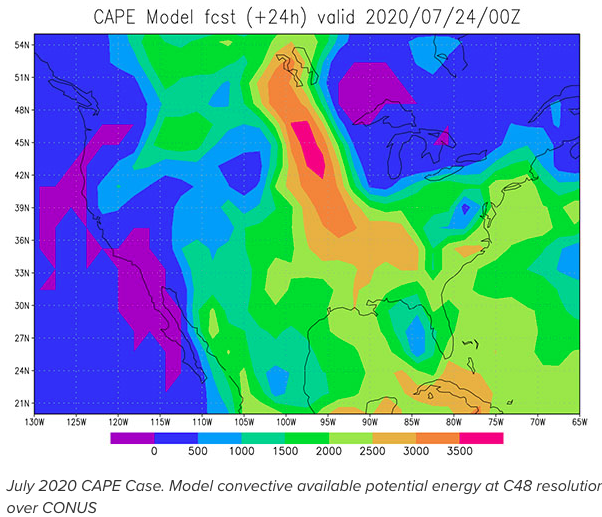 CAPE Model fcst (+24h) valid 2020/07/24/00Z
54N
51N
48N
45N
42N
39N
36N
33N
30N
27N
24N
21N
130W 125W 120W 115W 110W 105W 100W 95W 90W 85W 80W 75W 70W 65W
0 500 1000 1500 2000 2500 3000 3500
July 2020 CAPE Case. Model convective available potential energy at C48 resolution
over CONUS